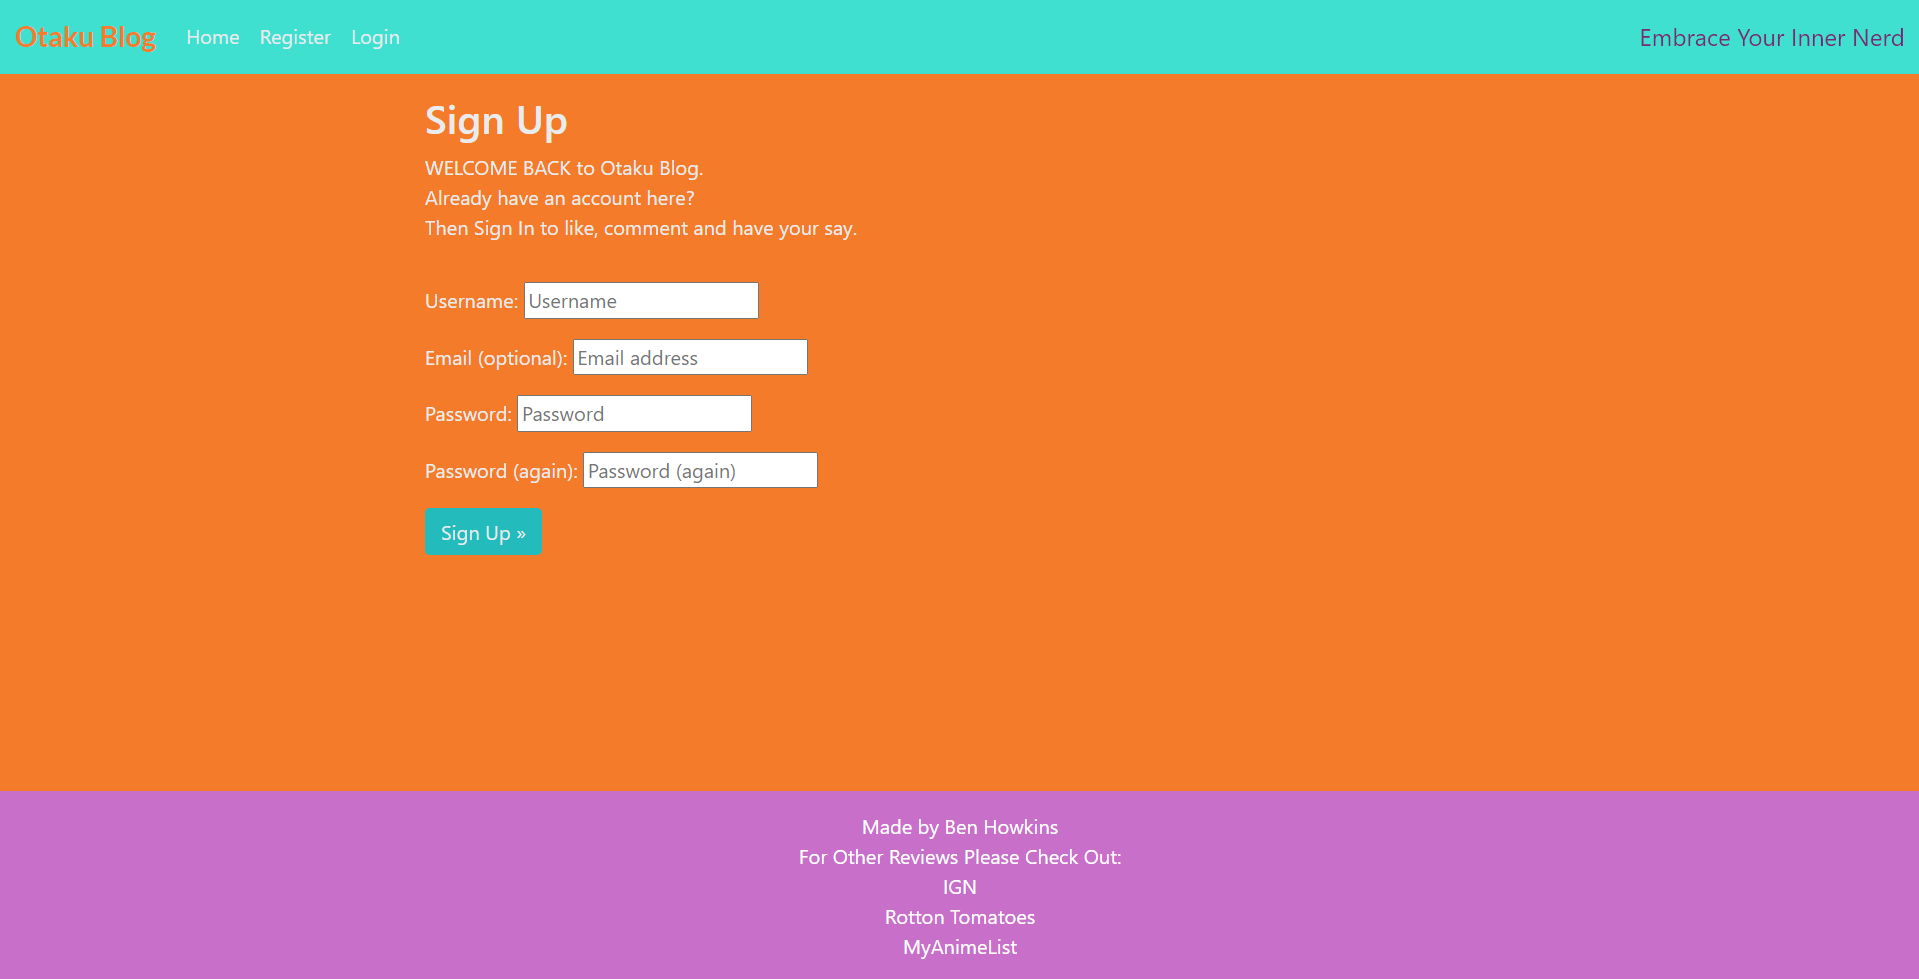 Otaku Blog Home Register Login Embrace Your Inner Nerd
Sign Up
WELCOME BACK to Otaku Blog.
Already have an account here?
Then Sign In to like, comment and have your say.
Username: Username
Email (optional): Email address
Password: Password
Password (again): Password (again)
Sign Up »
Made by Ben Howkins
For Other Reviews Please Check Out:
IGN
Rotton Tomatoes
MyAnimeList